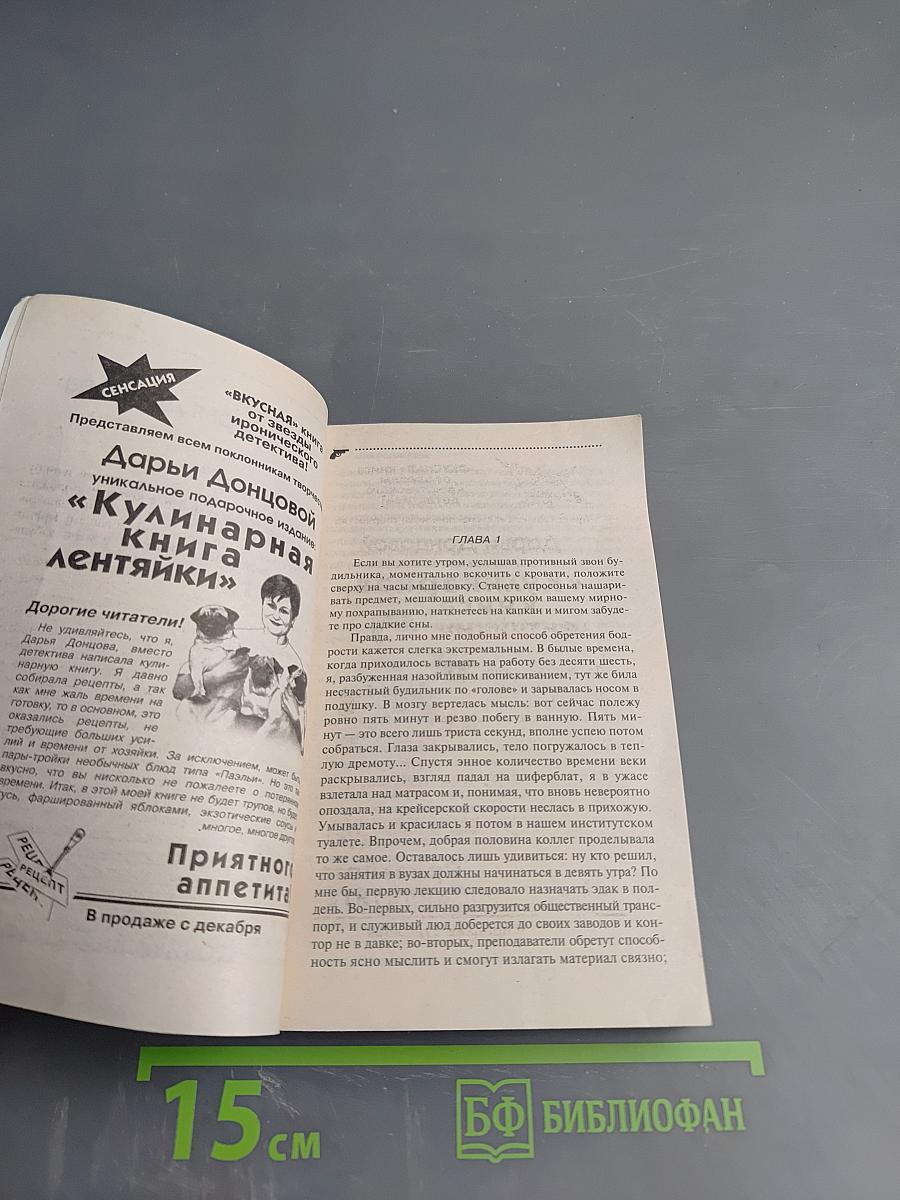 СЕНСАЦИЯ
«ВКУСНАЯ» книга
от звезды
иронического
детектива!
Представляем всем поклонникам
Дарьи Донцовой
уникальное подарочное издание:
«Кулинарная
книга
лентяйки»
Дорогие читатели!
Не удивляйтесь, что я,
Дарья Донцова, вместо
детектива написала кули-
нарную книгу. Я давно
собирала рецепты, а так
как мне жаль времени на
готовку, то в основном, это
оказались рецепты, не
требующие больших уси-
лий и времени от хозяйки. За исключением, может
пары-тройки необычных блюд типа «Паэльи». Но это
вкусно, что вы нисколько не пожалеете о
времени. Итак, в этой моей книге не будет трупов, но
фаршированный яблоками, экзотические соусы
многое, многое
РЕЦЕПТ
Приятного
аппетита
В продаже с декабря
ГЛАВА 1
Если вы хотите утром, услышав противный звон бу-
дильника, моментально вскочить с кровати, положите
сверху на часы мышеловку. Станете спросонья нашари-
вать предмет, мешающий своим криком вашему мирно-
му похрапыванию, наткнетесь на капкан и мигом забуде-
те про сладкие сны.
Правда, лично мне подобный способ обретения бод-
рости кажется слегка экстремальным. В былые времена,
когда приходилось вставать на работу без десяти шесть,
я, разбуженная назойливым попискиванием, тут же била
несчастный будильник по «голове» и зарывалась носом в
подушку. В мозгу вертелась мысль: вот сейчас полежу
ровно пять минут и резво побегу в ванную. Пять ми-
нут — это всего лишь триста секунд, вполне успею потом
собраться. Глаза закрывались, тело погружалось в теп-
лую дремоту... Спустя энное количество времени веки
раскрывались, взгляд падал на циферблат, я в ужасе
взлетала над матрасом и, понимая, что вновь невероятно
опоздала, на крейсерской скорости неслась в прихожую.
Умывалась и красилась я потом в нашем институтском
туалете. Впрочем, добрая половина коллег проделывала
то же самое. Оставалось лишь удивиться: ну кто решил,
что занятия в вузах должны начинаться в девять утра? По
мне бы, первую лекцию следовало назначать эдак в пол-
день. Во-первых, сильно разгрузится общественный транс-
порт, и служивый люд доберется до своих заводов и кон-
тор не в давке; во-вторых, преподаватели обретут способ-
ность ясно мыслить и смогут излагать материал связно;
15 см
БФ БИБЛИОФАН